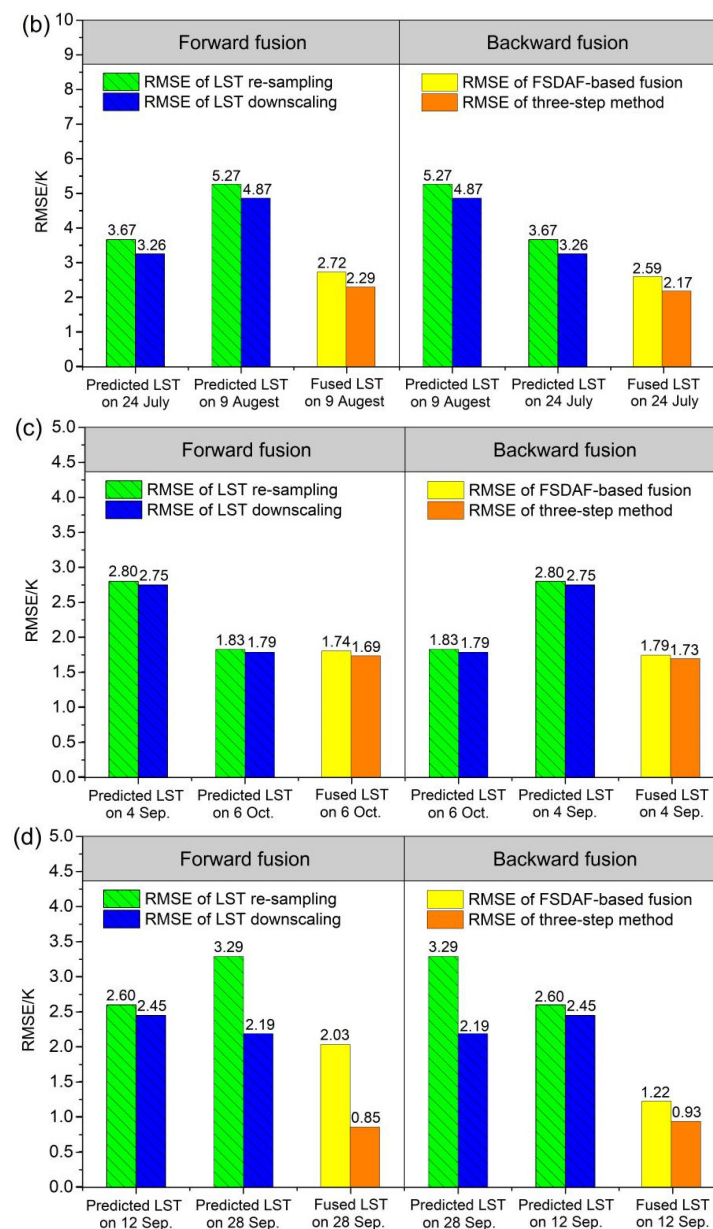 (b)
Forward fusion
Backward fusion
RMSE of LST re-sampling
RMSE of LST downscaling
RMSE of FSDAF-based fusion
RMSE of three-step method
RMSE/K
10
9
8
7
6
5
4
3
2
1
0
3.67
3.26
5.27
4.87
2.72
2.29
5.27
4.87
3.67
3.26
2.59
2.17
Predicted LST
on 24 July
Predicted LST
on 9 Augest
Fused LST
on 9 Augest
Predicted LST
on 9 Augest
Predicted LST
on 24 July
Fused LST
on 24 July
(c)
Forward fusion
Backward fusion
RMSE of LST re-sampling
RMSE of LST downscaling
RMSE of FSDAF-based fusion
RMSE of three-step method
RMSE/K
5.0
4.5
4.0
3.5
3.0
2.5
2.0
1.5
1.0
0.5
0.0
2.80
2.75
1.83
1.79
1.74
1.69
1.83
1.79
2.80
2.75
1.79
1.73
Predicted LST
on 4 Sep.
Predicted LST
on 6 Oct.
Fused LST
on 6 Oct.
Predicted LST
on 6 Oct.
Predicted LST
on 4 Sep.
Fused LST
on 4 Sep.
(d)
Forward fusion
Backward fusion
RMSE of LST re-sampling
RMSE of LST downscaling
RMSE of FSDAF-based fusion
RMSE of three-step method
RMSE/K
5.0
4.5
4.0
3.5
3.0
2.5
2.0
1.5
1.0
0.5
0.0
2.60
2.45
3.29
2.19
2.03
0.85
3.29
2.19
2.60
2.45
1.22
0.93
Predicted LST
on 12 Sep.
Predicted LST
on 28 Sep.
Fused LST
on 28 Sep.
Predicted LST
on 28 Sep.
Predicted LST
on 12 Sep.
Fused LST
on 12 Sep.